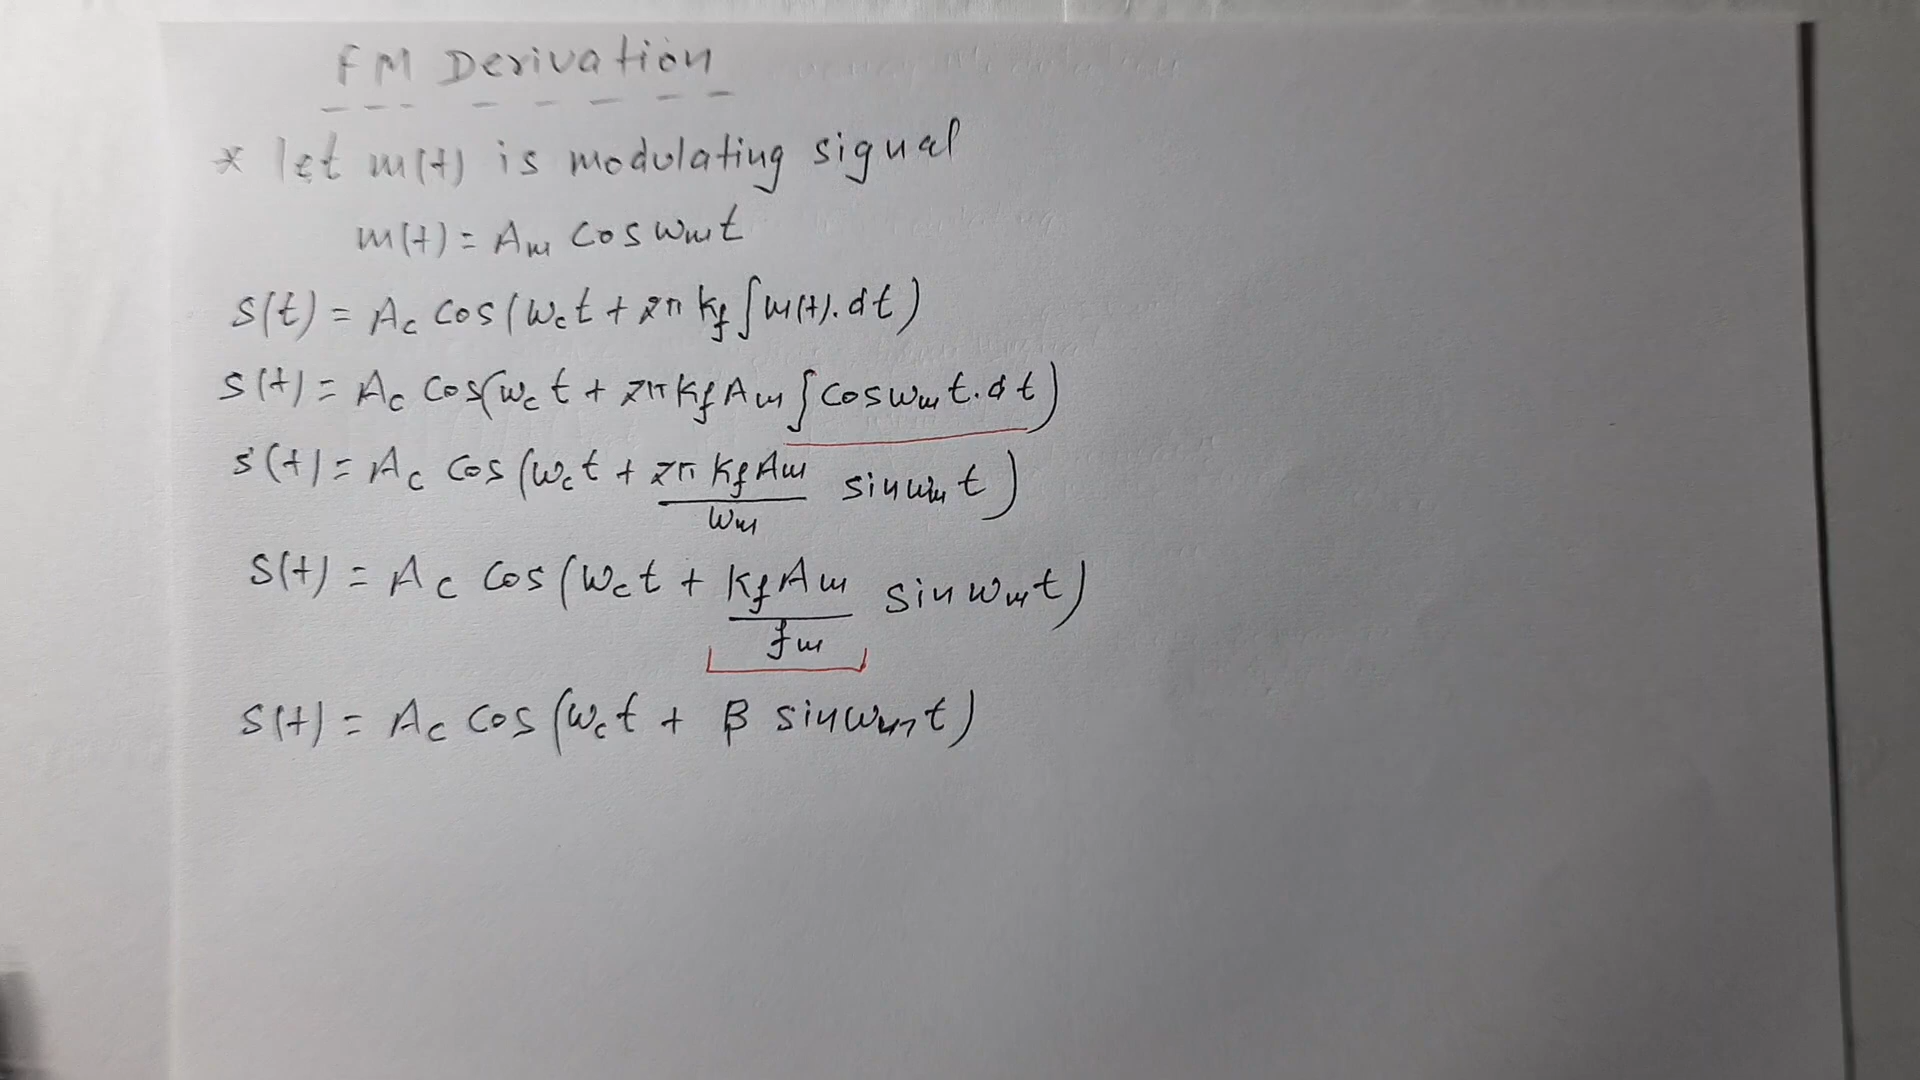 FM Derivation
* let m(t) is modulating signal
m(t) = Am cos wmt
s(t) = Ac cos(wct + 2π kf ∫m(t).dt)
s(t) = Ac cos(wct + 2π kf Am ∫cos wmt.dt)
s(t) = Ac cos(wct + 2π kf Am / wm sin wmt)
s(t) = Ac cos(wct + kf Am / fm sin wmt)
s(t) = Ac cos(wct + β sin wmt)